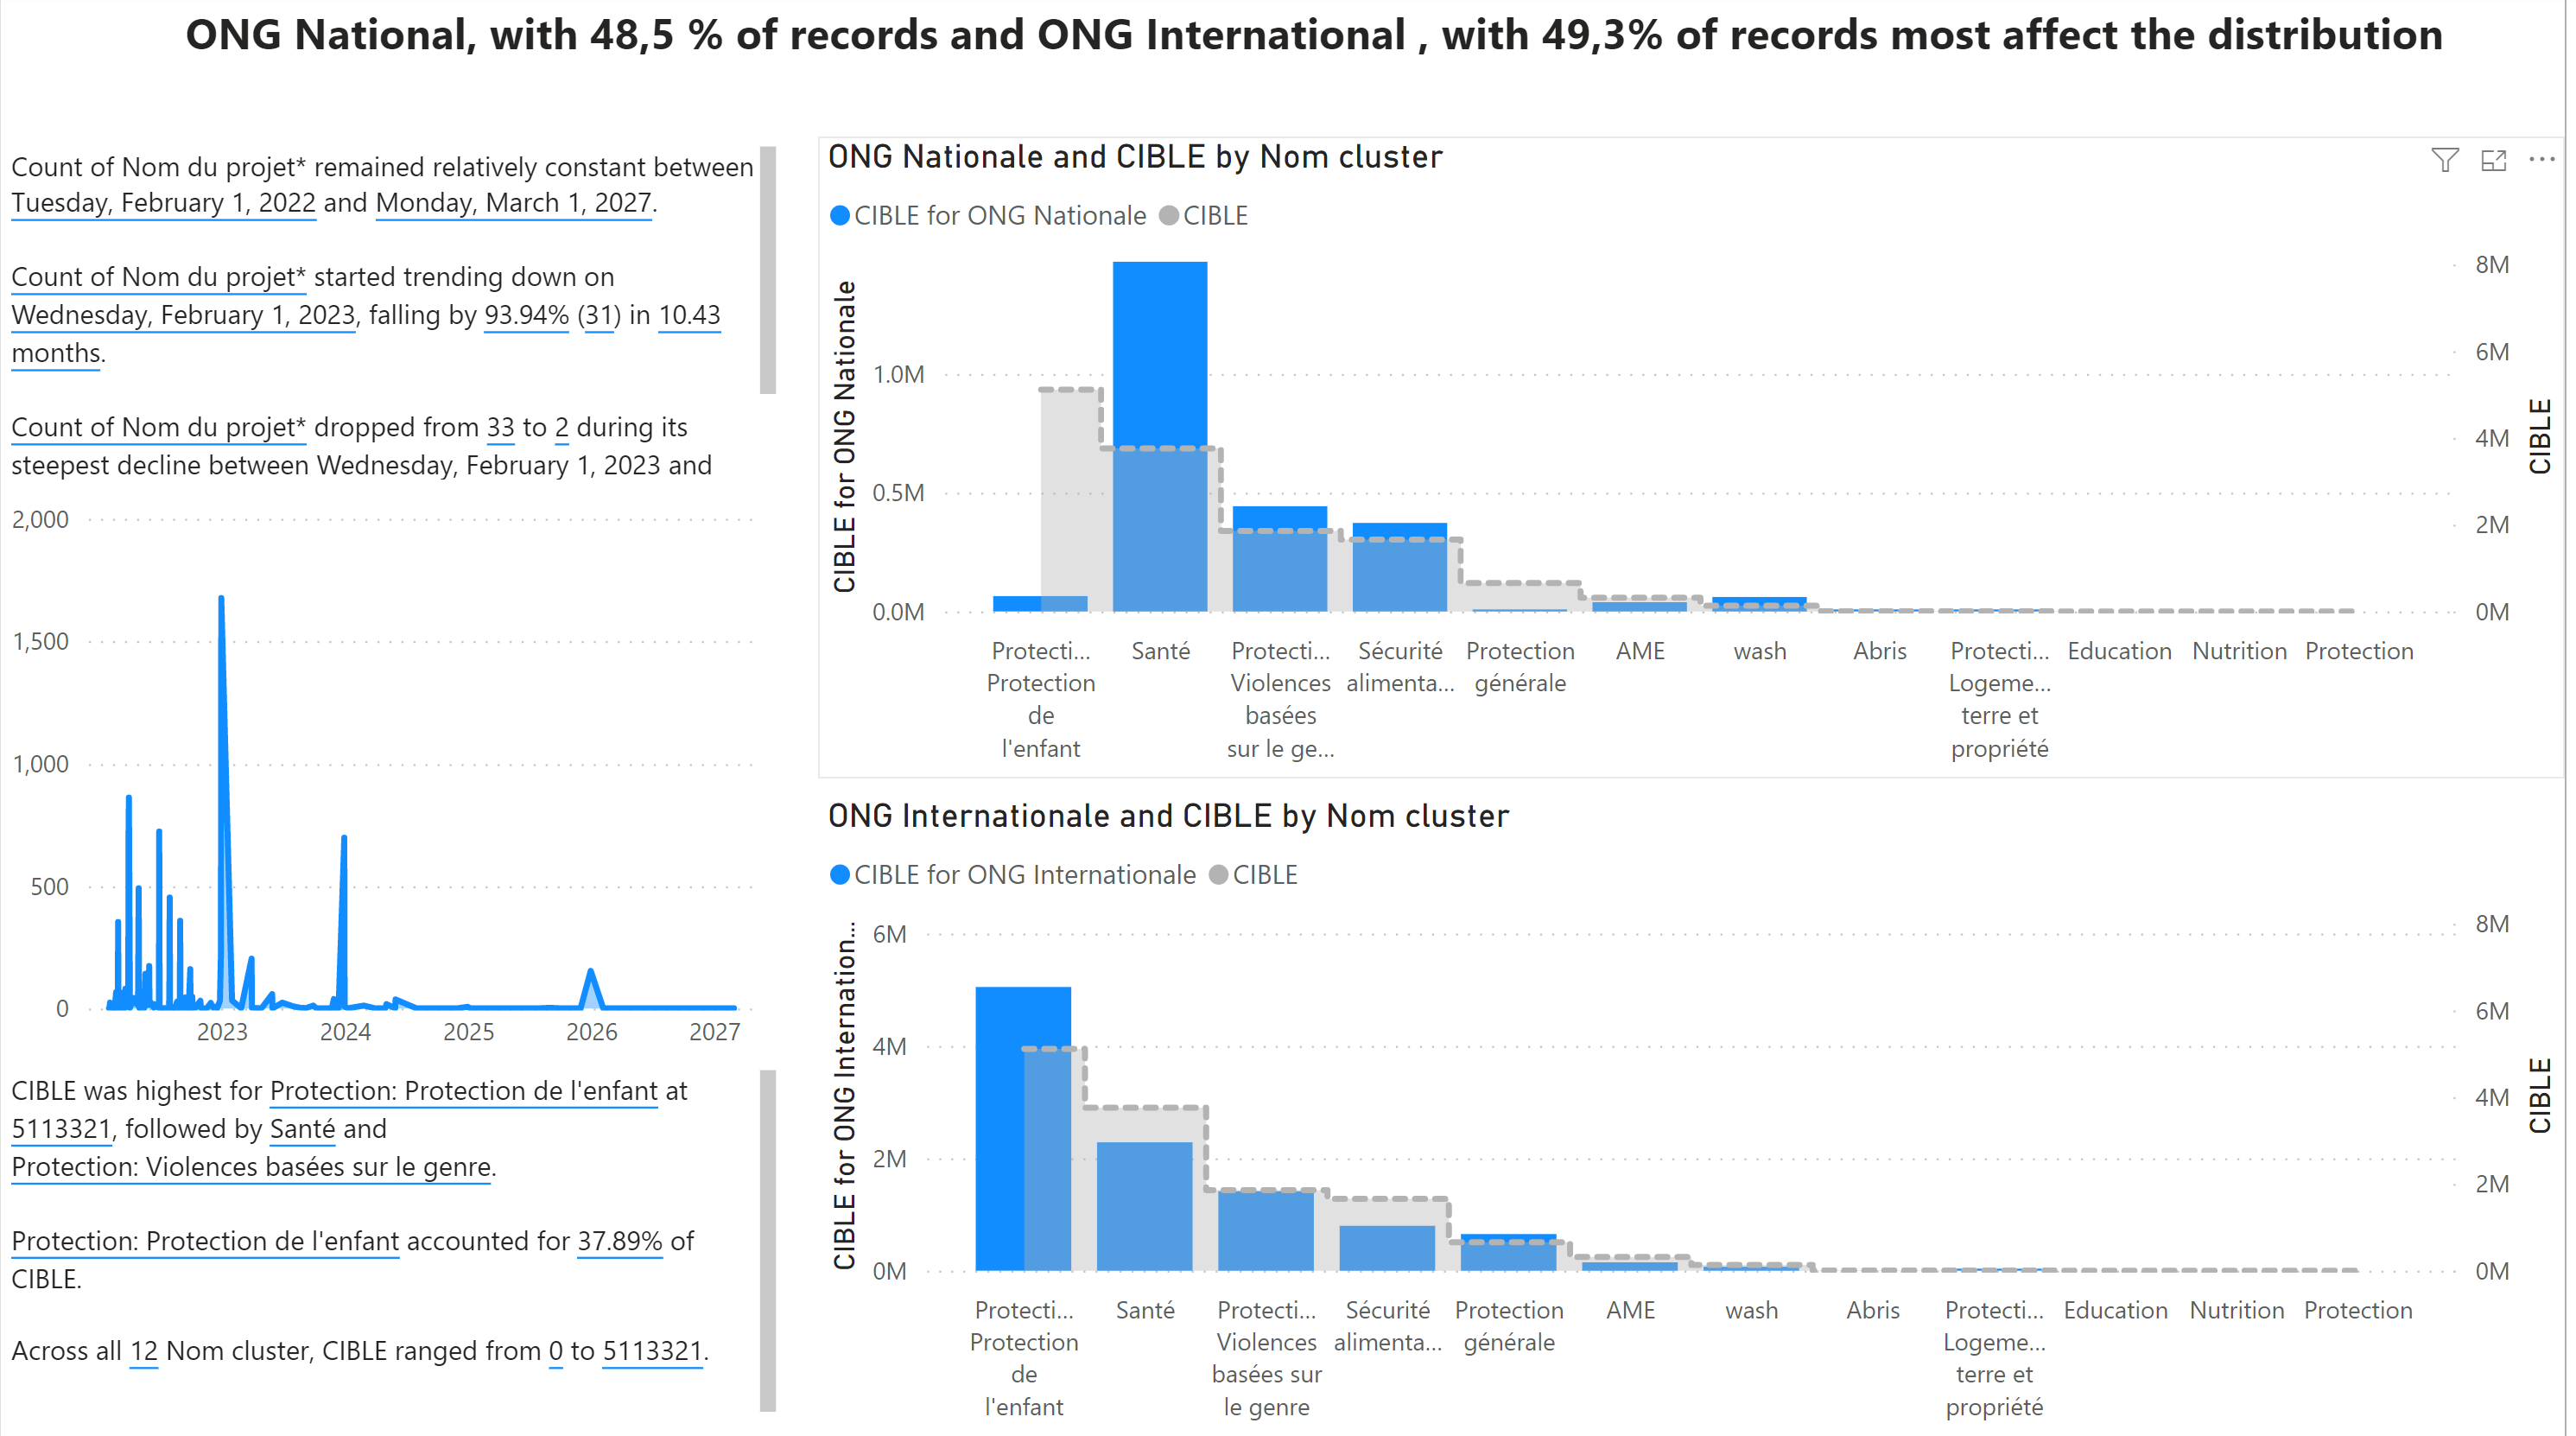 ONG National, with 48,5 % of records and ONG International , with 49,3% of records most affect the distribution
Count of Nom du projet* remained relatively constant between
Tuesday, February 1, 2022 and Monday, March 1, 2027.
Count of Nom du projet* started trending down on
Wednesday, February 1, 2023, falling by 93.94% (31) in 10.43
months.
Count of Nom du projet* dropped from 33 to 2 during its
steepest decline between Wednesday, February 1, 2023 and
2,000
1,500
1,000
500
0
2023 2024 2025 2026 2027
CIBLE was highest for Protection: Protection de l'enfant at
5113321, followed by Santé and
Protection: Violences basées sur le genre.
Protection: Protection de l'enfant accounted for 37.89% of
CIBLE.
Across all 12 Nom cluster, CIBLE ranged from 0 to 5113321.
ONG Nationale and CIBLE by Nom cluster
CIBLE for ONG Nationale CIBLE
CIBLE for ONG Nationale
1.0M
0.5M
0.0M
8M
6M
4M
2M
0M
CIBLE
Protecti... Santé Protecti... Sécurité Protection AME wash Abris Protecti... Education Nutrition Protection
Protection Violences alimenta... générale Logeme...
de basées terre et
l'enfant sur le ge... propriété
ONG Internationale and CIBLE by Nom cluster
CIBLE for ONG Internationale CIBLE
CIBLE for ONG Internation...
6M
4M
2M
0M
8M
6M
4M
2M
0M
CIBLE
Protecti... Santé Protecti... Sécurité Protection AME wash Abris Protecti... Education Nutrition Protection
Protection Violences alimenta... générale Logeme...
de basées sur terre et
l'enfant le genre propriété